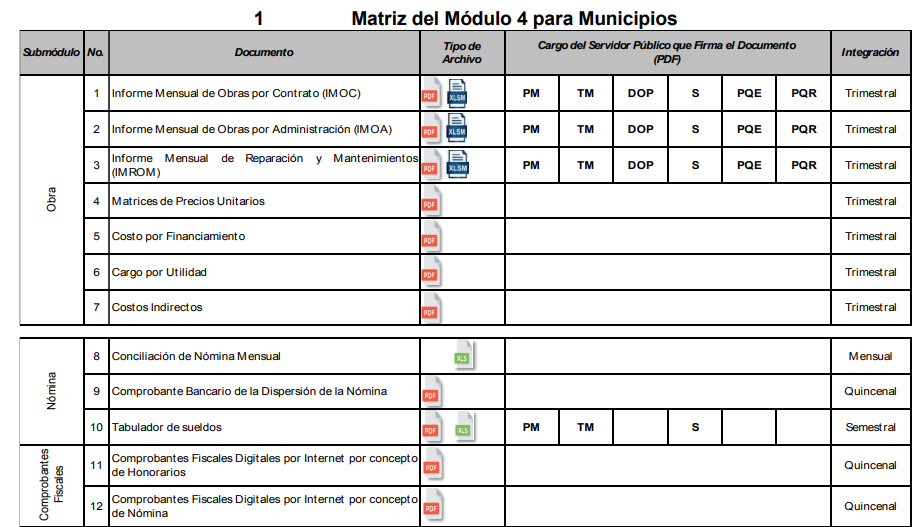 1 Matriz del Módulo 4 para Municipios
Submódulo No. Documento Tipo de Archivo Cargo del Servidor Público que Firma el Documento (PDF) Integración
Obra
1 Informe Mensual de Obras por Contrato (IMOC) PDF XLSM PM TM DOP S PQE PQR Trimestral
2 Informe Mensual de Obras por Administración (IMOA) PDF XLSM PM TM DOP S PQE PQR Trimestral
3 Informe Mensual de Reparación y Mantenimientos (IMROM) PDF XLSM PM TM DOP S PQE PQR Trimestral
4 Matrices de Precios Unitarios PDF Trimestral
5 Costo por Financiamiento PDF Trimestral
6 Cargo por Utilidad PDF Trimestral
7 Costos Indirectos PDF Trimestral
Nómina
8 Conciliación de Nómina Mensual XLS Mensual
9 Comprobante Bancario de la Dispersión de la Nómina PDF Quincenal
10 Tabulador de sueldos PDF XLS PM TM S Semestral
Comprobantes Fiscales
11 Comprobantes Fiscales Digitales por Internet por concepto de Honorarios PDF Quincenal
12 Comprobantes Fiscales Digitales por Internet por concepto de Nómina PDF Quincenal